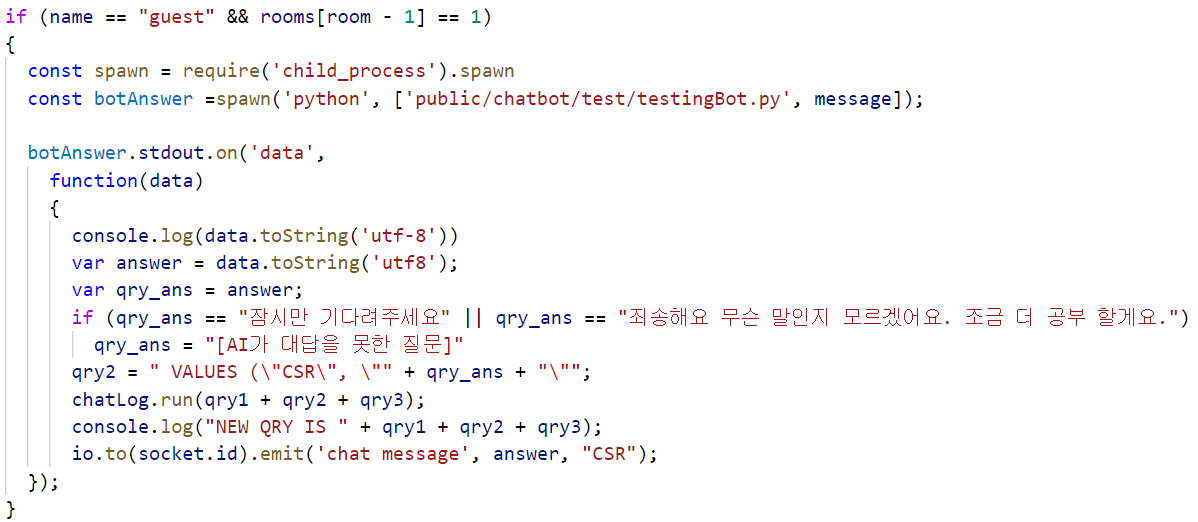 if (name == "guest" && rooms[room - 1] == 1)
{
const spawn = require('child_process').spawn
const botAnswer =spawn('python', ['public/chatbot/test/testingBot.py', message]);
botAnswer.stdout.on('data',
function(data)
{
console.log(data.toString('utf-8'))
var answer = data.toString('utf8');
var qry_ans = answer;
if (qry_ans == "잠시만 기다려주세요" || qry_ans == "죄송해요 무슨 말인지 모르겠어요. 조금 더 공부 할게요.")
qry_ans = "[AI가 대답을 못한 질문]"
qry2 = " VALUES (\"CSR\", \"" + qry_ans + "\"";
chatLog.run(qry1 + qry2 + qry3);
console.log("NEW QRY IS " + qry1 + qry2 + qry3);
io.to(socket.id).emit('chat message', answer, "CSR");
});
}